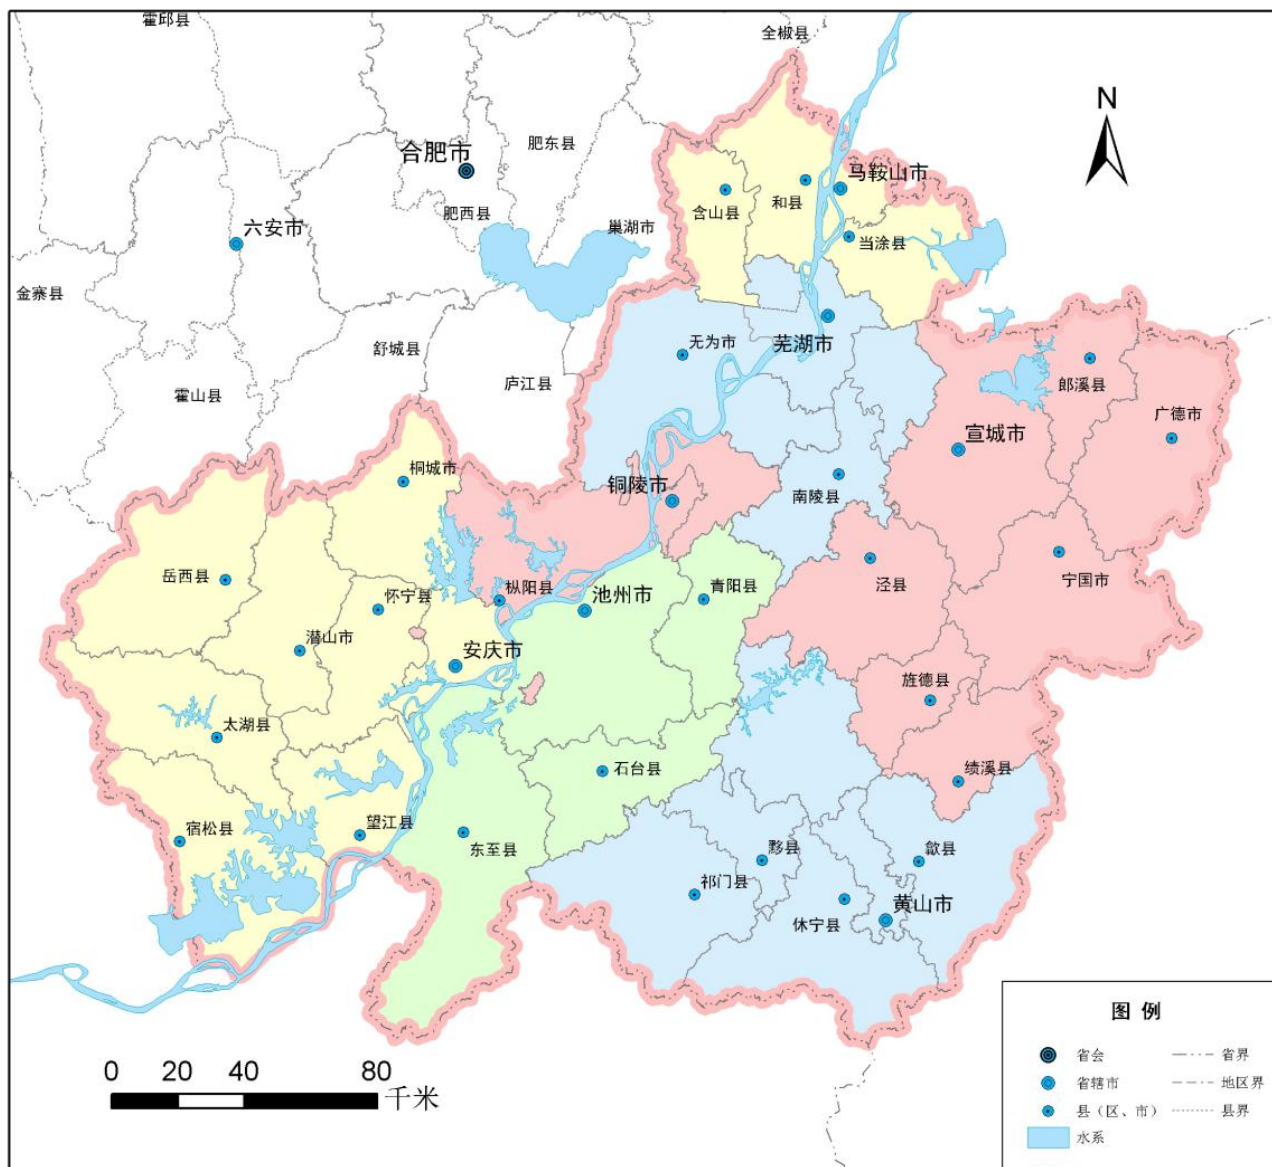 霍邱县
全椒县
N
合肥市
肥东县
马鞍山市
含山县
和县
肥西县
六安市
巢湖市
当涂县
金寨县
无为市
芜湖市
舒城县
庐江县
郎溪县
霍山县
广德市
宣城市
桐城市
铜陵市
南陵县
岳西县
枞阳县
青阳县
泾县
宁国市
怀宁县
池州市
潜山市
安庆市
旌德县
太湖县
石台县
绩溪县
宿松县
望江县
东至县
黟县
歙县
祁门县
休宁县
黄山市
图 例
省会
省界
省辖市
地区界
县（区、市）
县界
水系
0 20 40 80
千米